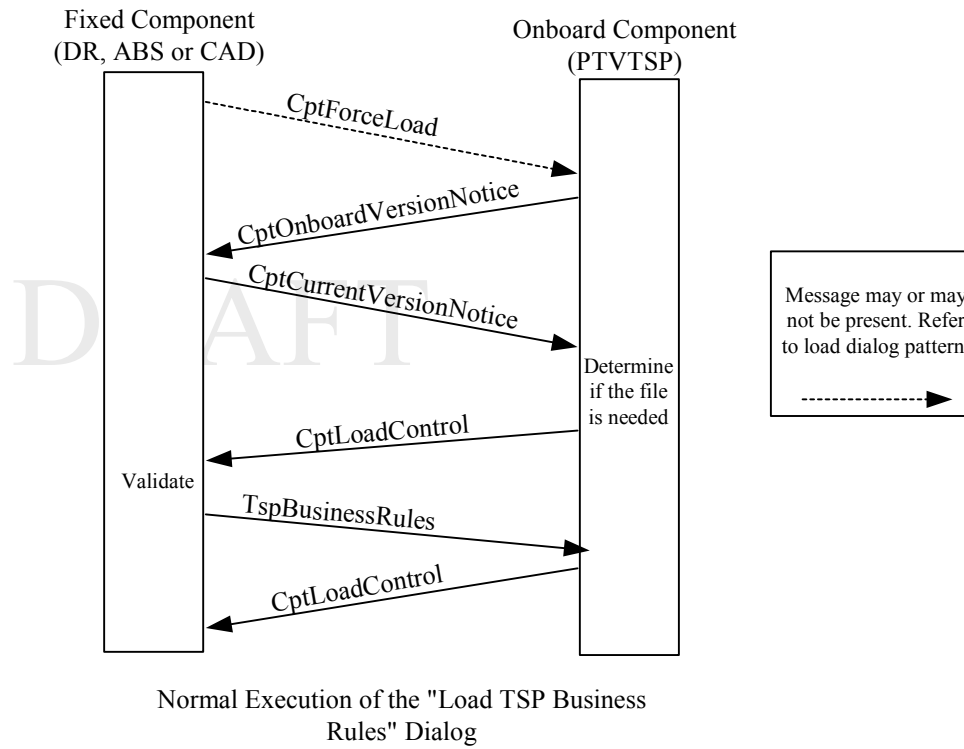 Fixed Component
(DR, ABS or CAD)
Onboard Component
(PTVTSP)
CptForceLoad
CptOnboardVersionNotice
CptCurrentVersionNotice
DRAFT
Message may or may
not be present. Refer
to load dialog pattern
Determine
if the file
is needed
CptLoadControl
Validate
TspBusinessRules
CptLoadControl
Normal Execution of the "Load TSP Business
Rules" Dialog